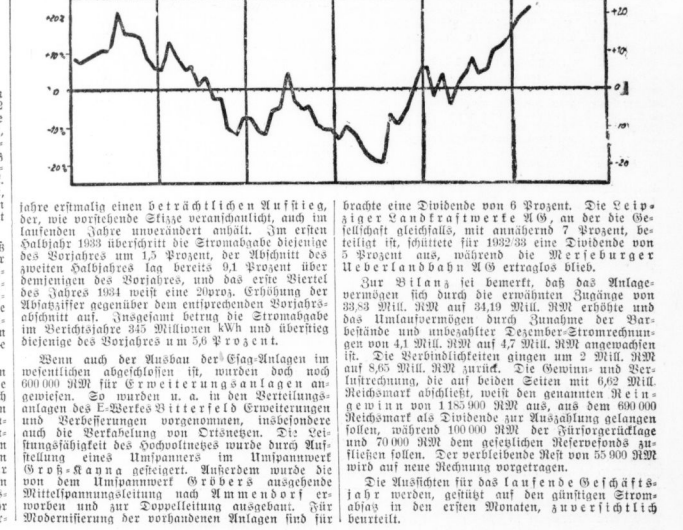 +20%
+10%
0
-10%
-20%
+20
+10
0
-10
-20
jahre erstmalig einen beträchtlichen Aufstieg,
der, wie vorstehende Skizze veranschaulicht, auch im
laufenden Jahre unverändert anhält. Im ersten
Halbjahr 1933 überschritt die Stromabgabe diejenige
des Vorjahres um 1,5 Prozent, der Abschnitt des
zweiten Halbjahres lag bereits 9,1 Prozent über
demjenigen des Vorjahres, und das erste Viertel
des Jahres 1934 weist eine 20proz. Erhöhung der
Absatzziffer gegenüber dem entsprechenden Vorjahrs-
abschnitt auf. Insgesamt betrug die Stromabgabe
im Berichtsjahre 345 Millionen kWh und überstieg
diejenige des Vorjahres um 5,6 Prozent.
Wenn auch der Ausbau der Esag-Anlagen im
wesentlichen abgeschlossen ist, wurden doch noch
600 000 RM für Erweiterungsanlagen an-
gewiesen. So wurden u. a. in den Verteilungs-
anlagen des E-Werkes Bitterfeld Erweiterungen
und Verbesserungen vorgenommen, insbesondere
auch die Verkabelung von Ortsnetzen. Die Lei-
stungsfähigkeit des Hochvoltnetzes wurde durch Auf-
stellung eines Umspanners im Umspannwerk
Groß-Kayna gesteigert. Außerdem wurde die
von dem Umspannwerk Gröbers ausgehende
Mittelspannungsleitung nach Ammendorf er-
worben und zur Doppelleitung ausgebaut. Für
Modernisierung der vorhandenen Anlagen sind für
brachte eine Dividende von 6 Prozent. Die Leip-
ziger Landkraftwerke AG, an der die Ge-
sellschaft gleichfalls, mit annähernd 7 Prozent, be-
teiligt ist, schüttete für 1932/33 eine Dividende von
5 Prozent aus, während die Merseburger
Ueberlandbahn AG ertraglos blieb.
Zur Bilanz sei bemerkt, daß das Anlage-
vermögen sich durch die erwähnten Zugänge von
33,83 Mill. RM auf 34,19 Mill. RM erhöhte und
das Umlaufvermögen durch Zunahme der Bar-
bestände und unbezahlter Dezember-Stromrechnun-
gen von 4,1 Mill. RM auf 4,7 Mill. RM angewachsen
ist. Die Verbindlichkeiten gingen um 2 Mill. RM
auf 8,65 Mill. RM zurück. Die Gewinn- und Ver-
lustrechnung, die auf beiden Seiten mit 6,62 Mill.
Reichsmark abschließt, weist den genannten Rein-
gewinn von 1 185 900 RM aus, aus dem 690 000
Reichsmark als Dividende zur Auszahlung gelangen
sollen, während 100 000 RM der Fürsorgerücklage
und 70 000 RM dem gesetzlichen Reservefonds zu-
fließen sollen. Der verbleibende Rest von 55 900 RM
wird auf neue Rechnung vorgetragen.
Die Aussichten für das laufende Geschäfts-
jahr werden, gestützt auf den günstigen Strom-
absatz in den ersten Monaten, zuversichtlich
beurteilt.